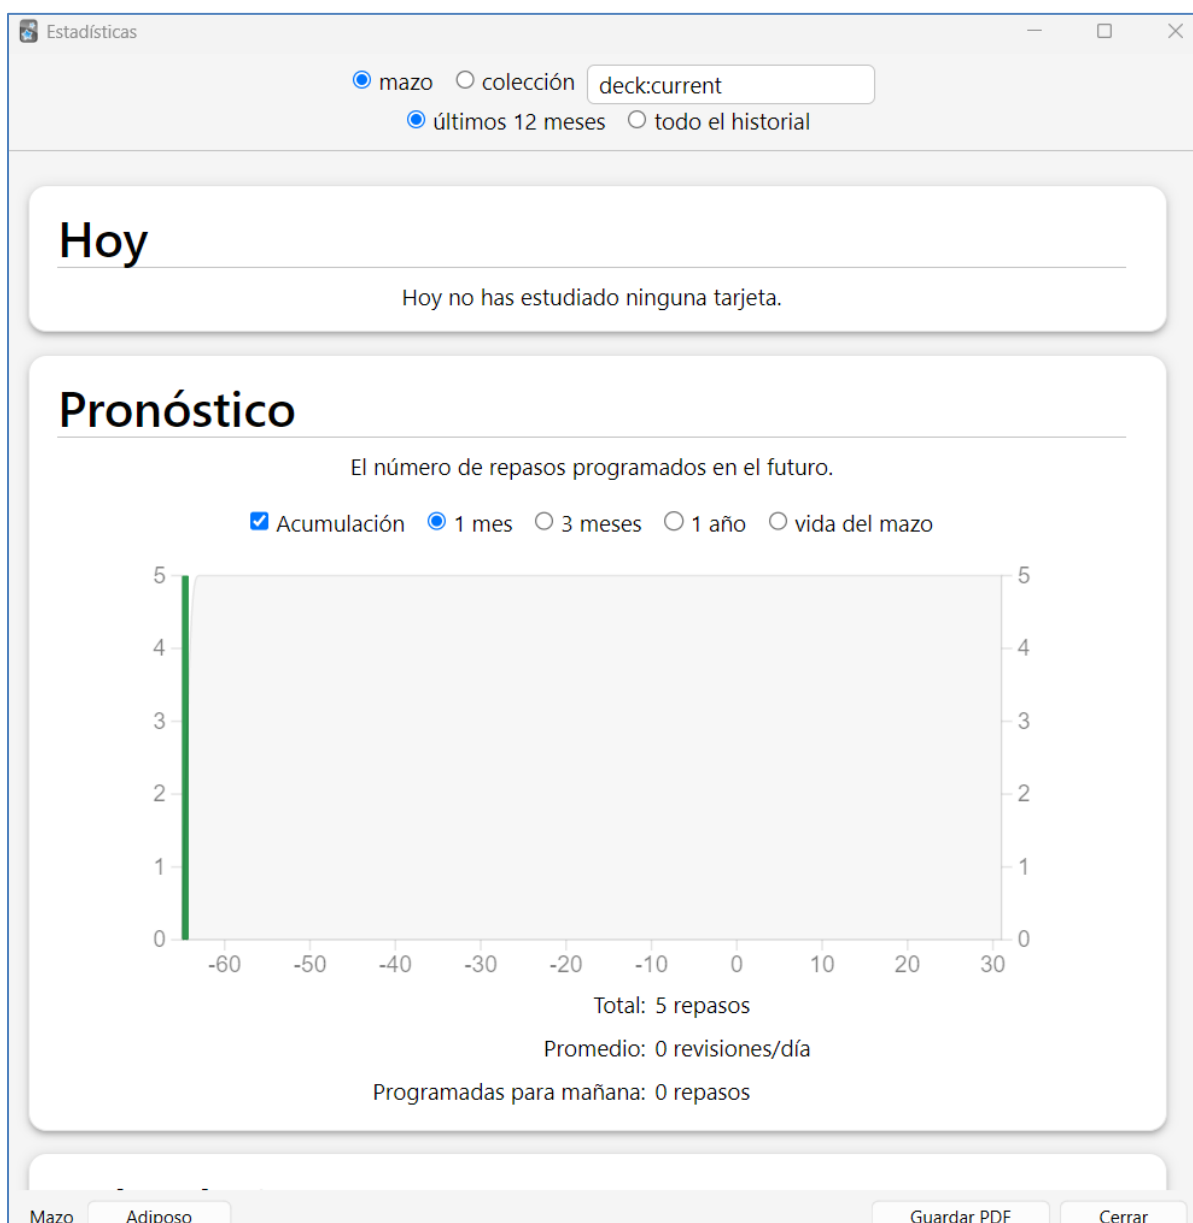 Estadísticas
mazo colección deck:current
últimos 12 meses todo el historial
Hoy
Hoy no has estudiado ninguna tarjeta.
Pronóstico
El número de repasos programados en el futuro.
Acumulación 1 mes 3 meses 1 año vida del mazo
5 5
4 4
3 3
2 2
1 1
0 0
-60 -50 -40 -30 -20 -10 0 10 20 30
Total: 5 repasos
Promedio: 0 revisiones/día
Programadas para mañana: 0 repasos
Mazo Adiposo Guardar PDF Cerrar